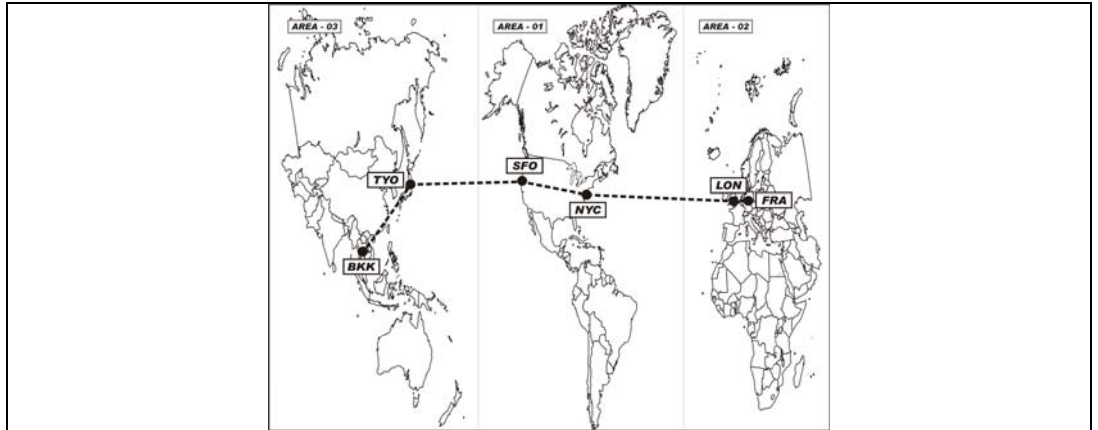 AREA - 03
AREA - 01
AREA - 02
SFO
TYO
LON
FRA
NYC
BKK